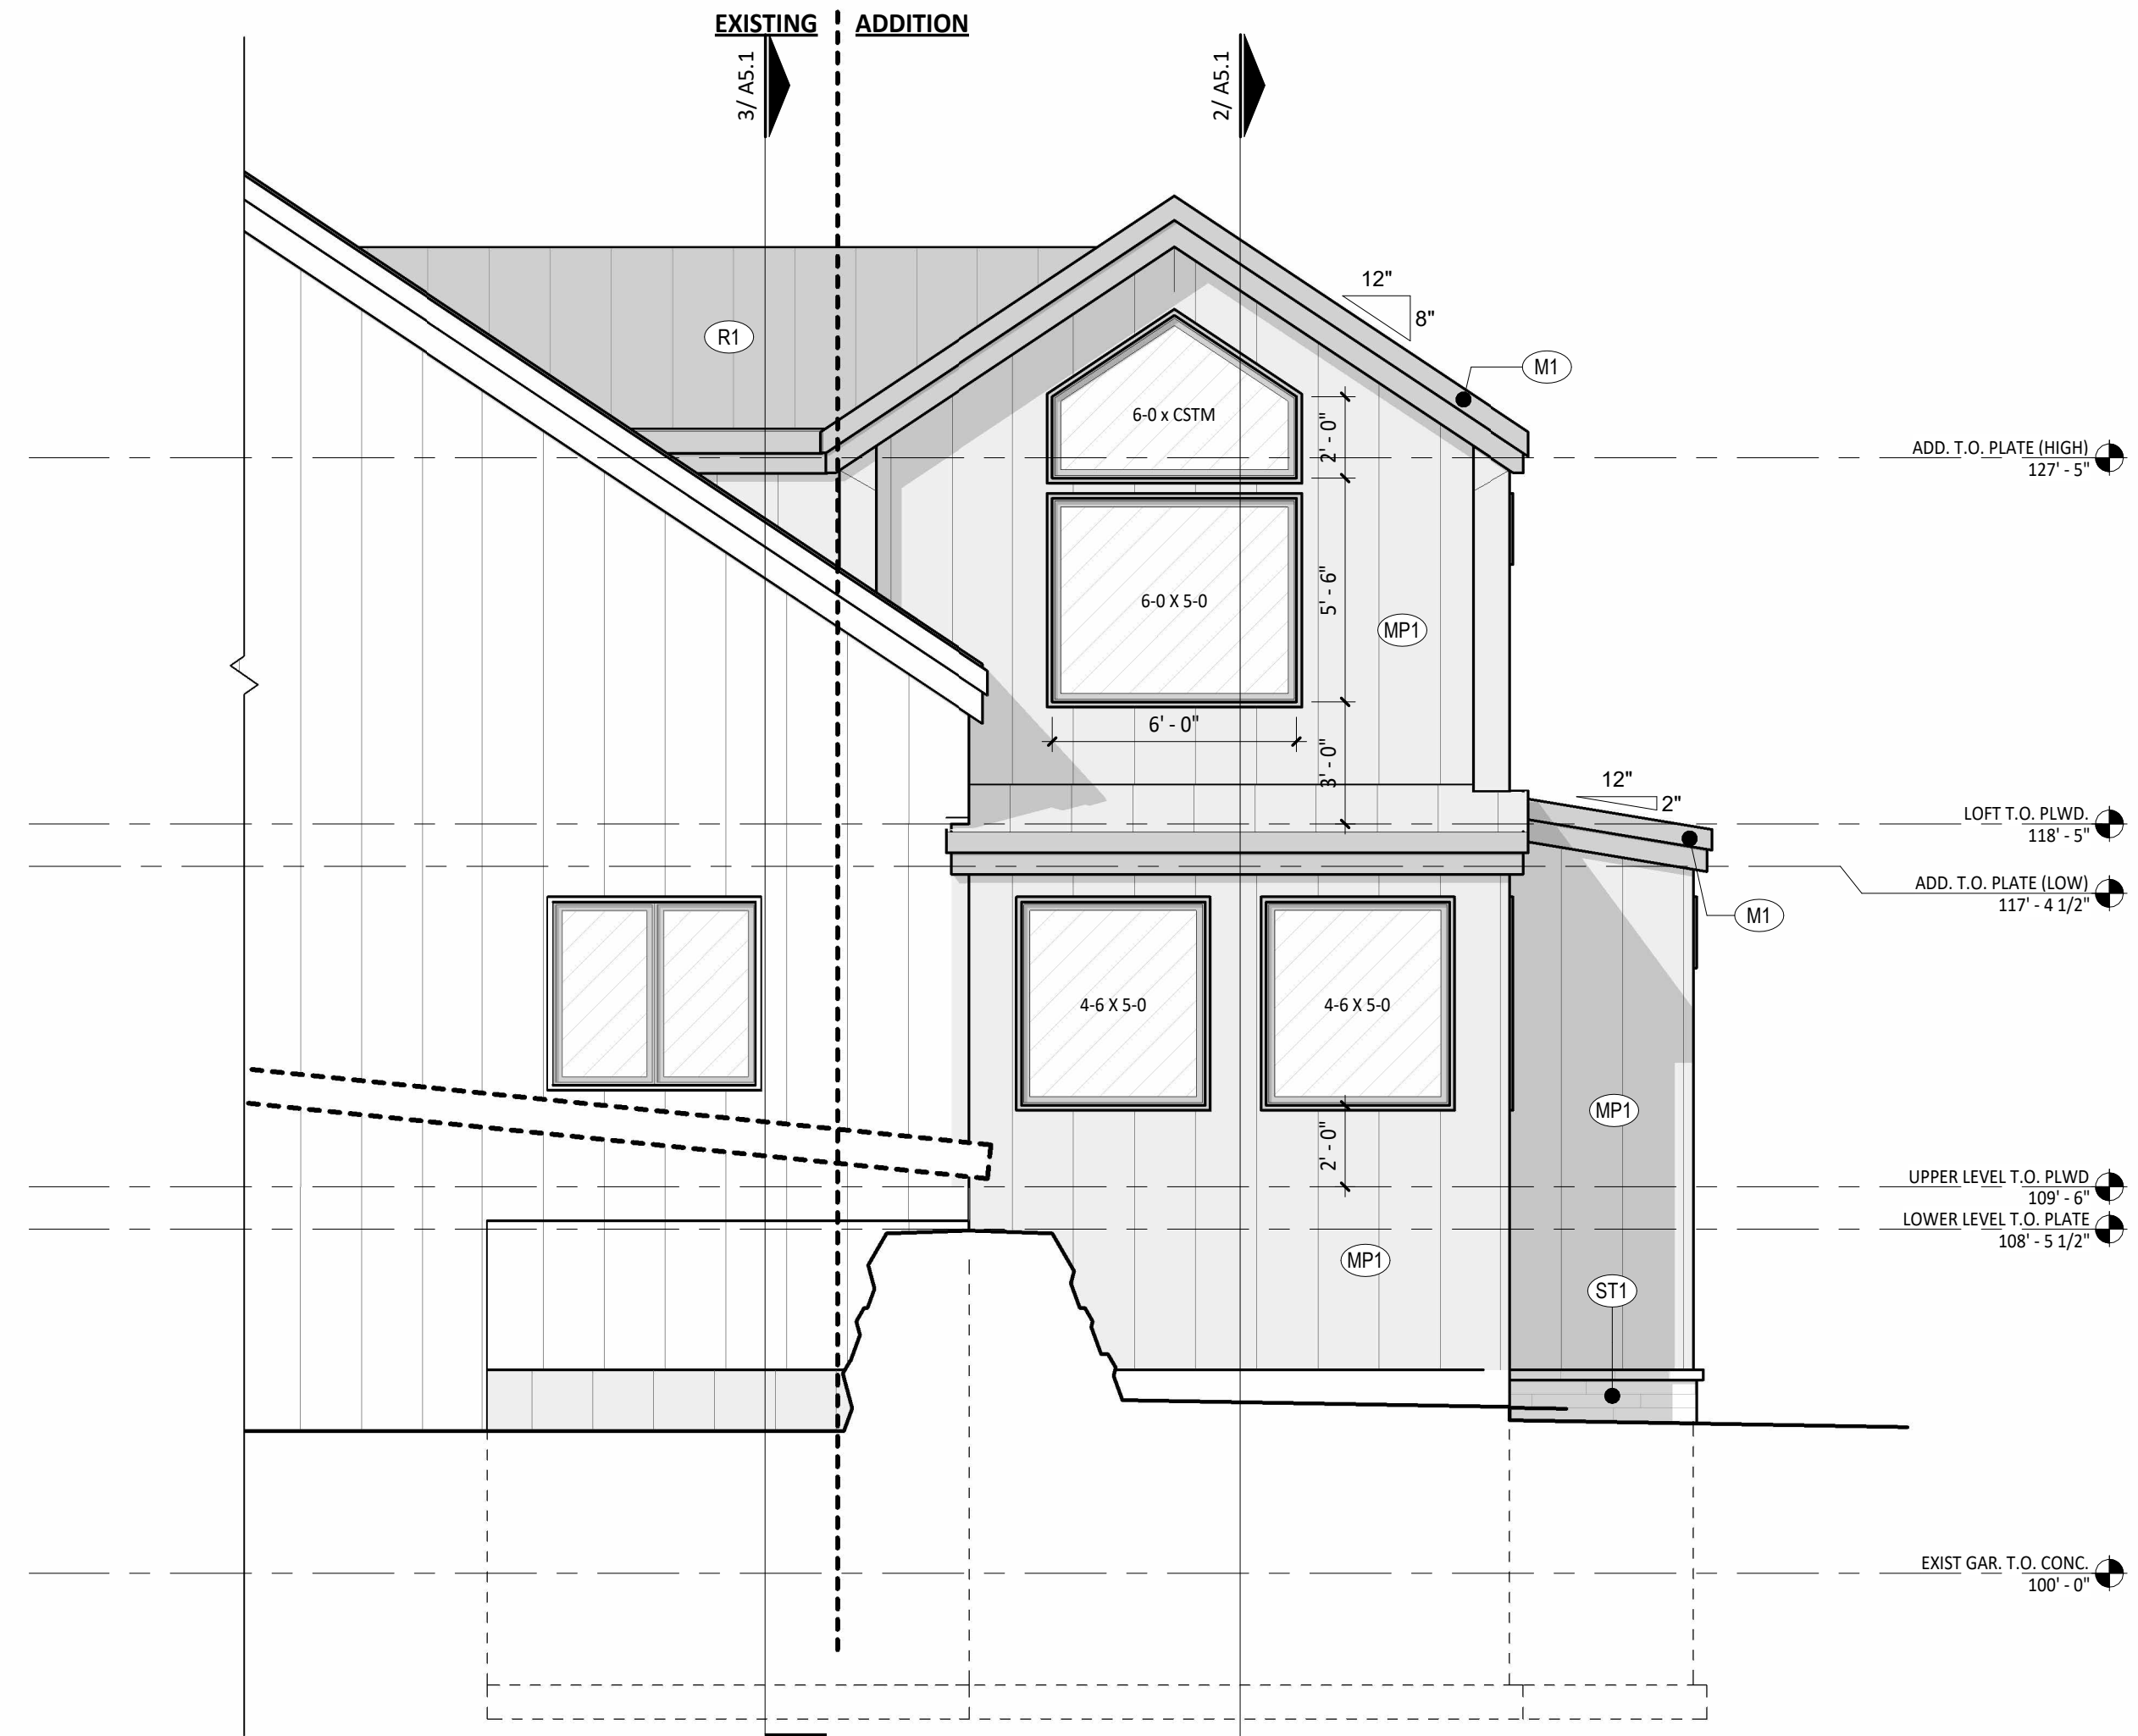 EXISTING
ADDITION
3/ A5.1
2/ A5.1
12"
8"
R1
M1
6-0 x CSTM
2' - 0"
ADD. T.O. PLATE (HIGH)
127' - 5"
6-0 X 5-0
5' - 6"
MP1
6' - 0"
3' - 0"
12"
2"
LOFT T.O. PLWD.
118' - 5"
ADD. T.O. PLATE (LOW)
117' - 4 1/2"
M1
4-6 X 5-0
4-6 X 5-0
MP1
2' - 0"
UPPER LEVEL T.O. PLWD
109' - 6"
LOWER LEVEL T.O. PLATE
108' - 5 1/2"
MP1
ST1
EXIST GAR. T.O. CONC.
100' - 0"